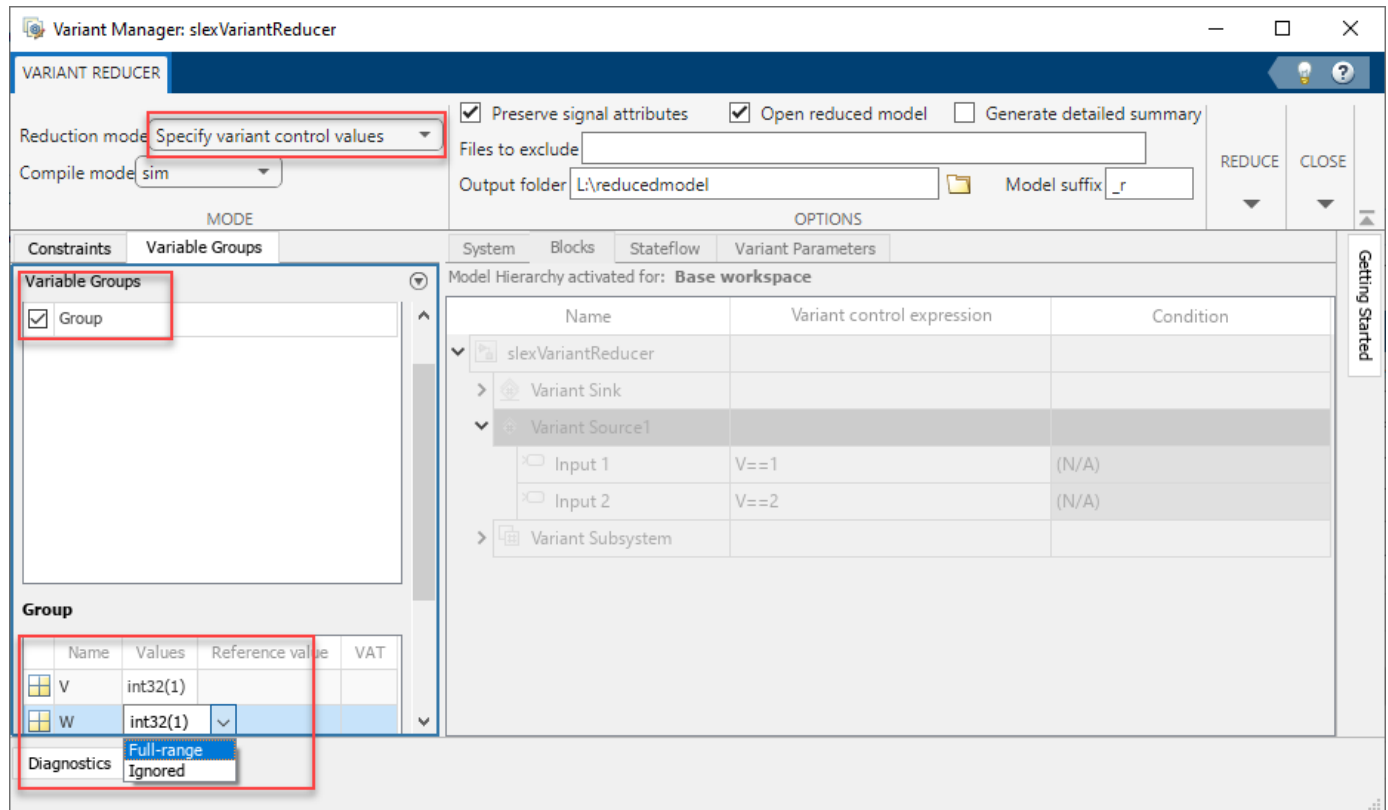 Variant Manager: slexVariantReducer
VARIANT REDUCER
Reduction mode Specify variant control values
Compile mode sim
MODE
Preserve signal attributes Open reduced model Generate detailed summary
Files to exclude
Output folder L:\reducedmodel Model suffix _r
OPTIONS
REDUCE CLOSE
Constraints Variable Groups
System Blocks Stateflow Variant Parameters
Getting Started
Variable Groups
Group
Model Hierarchy activated for: Base workspace
Name Variant control expression Condition
slexVariantReducer
Variant Sink
Variant Source1
Input 1 V==1 (N/A)
Input 2 V==2 (N/A)
Variant Subsystem
Group
Name Values Reference value VAT
V int32(1)
W int32(1)
Full-range
Ignored
Diagnostics